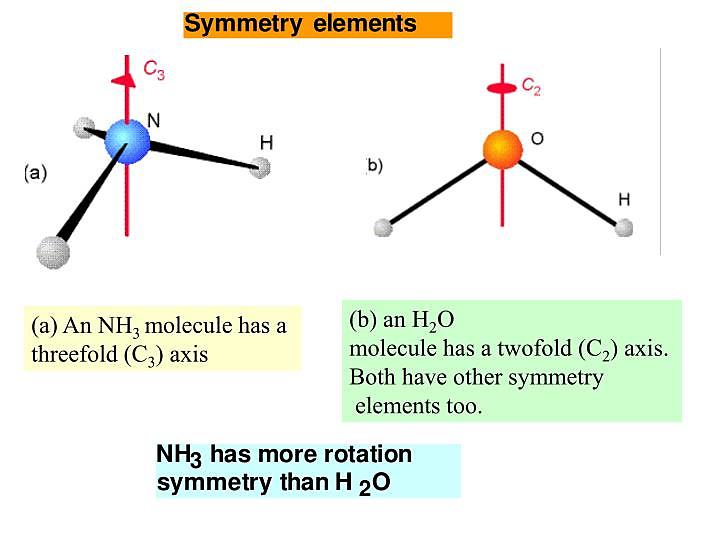 Symmetry elements
C3
N
H
(a)
C2
O
H
b)
(a) An NH3 molecule has a
threefold (C3) axis
(b) an H2O
molecule has a twofold (C2) axis.
Both have other symmetry
elements too.
NH3 has more rotation
symmetry than H 2O